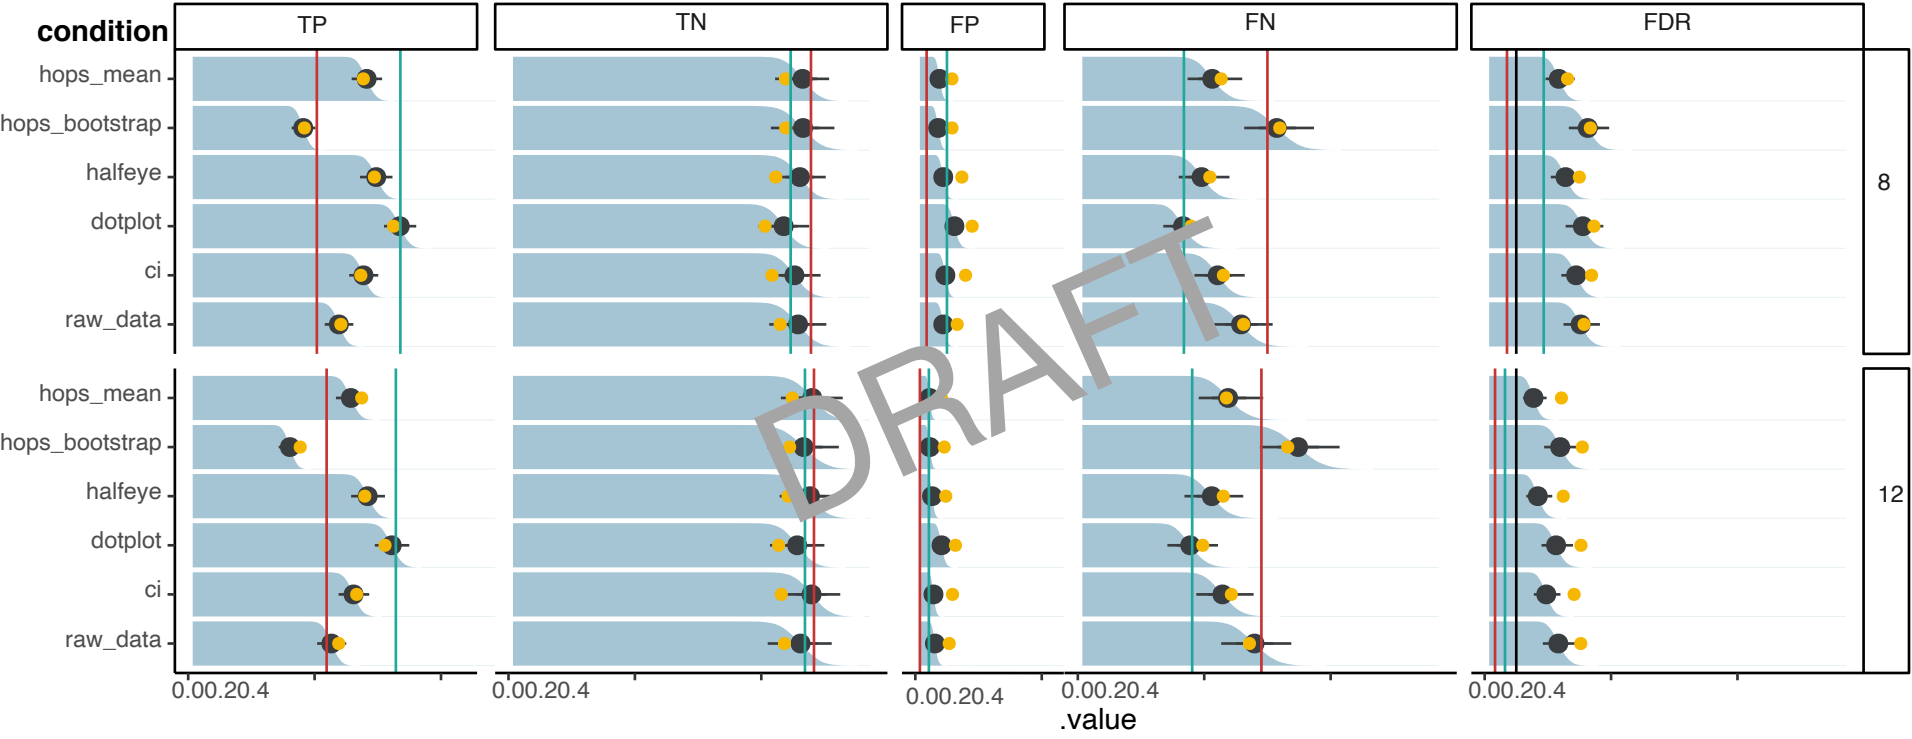 condition
TP
TN
FP
FN
FDR
hops_mean
hops_bootstrap
halfeye
dotplot
ci
raw_data
8
hops_mean
hops_bootstrap
halfeye
dotplot
ci
raw_data
12
DRAFT
0.00.20.4
0.00.20.4
0.00.20.4
0.00.20.4
0.00.20.4
.value